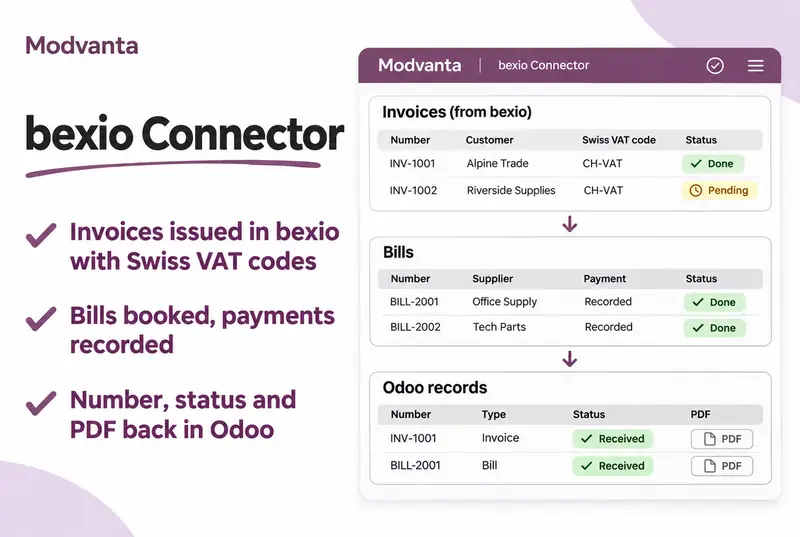 Modvanta
bexio Connector
Invoices issued in bexio
with Swiss VAT codes
Bills booked, payments
recorded
Number, status and
PDF back in Odoo
Modvanta | bexio Connector
Invoices (from bexio)
Number Customer Swiss VAT code Status
INV-1001 Alpine Trade CH-VAT Done
INV-1002 Riverside Supplies CH-VAT Pending
Bills
Number Supplier Payment Status
BILL-2001 Office Supply Recorded Done
BILL-2002 Tech Parts Recorded Done
Odoo records
Number Type Status PDF
INV-1001 Invoice Received PDF
BILL-2001 Bill Received PDF